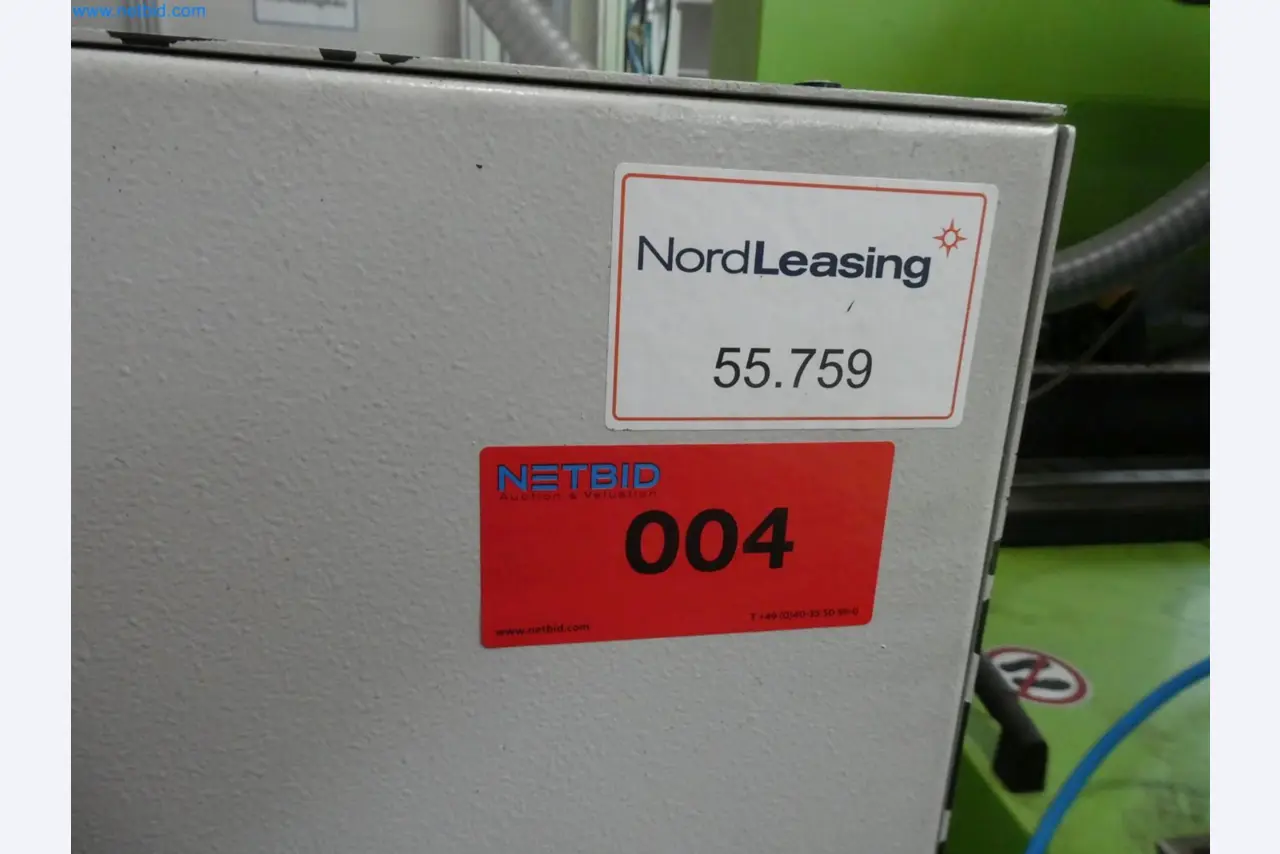 www.netbid.com
NordLeasing
55.759
NETBID
Auction & Valuation
004
www.netbid.com